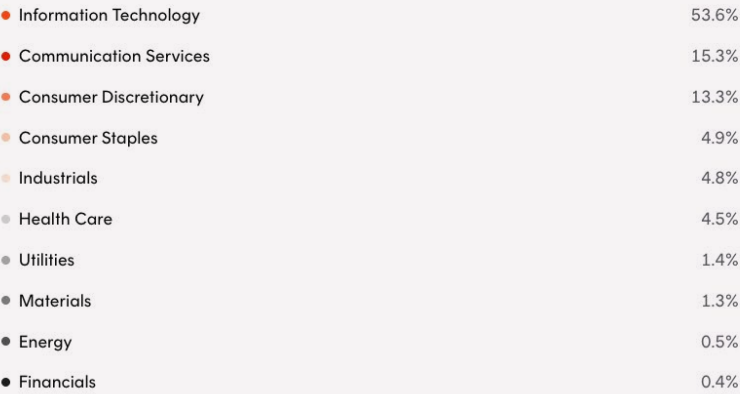 Information Technology 53.6%
Communication Services 15.3%
Consumer Discretionary 13.3%
Consumer Staples 4.9%
Industrials 4.8%
Health Care 4.5%
Utilities 1.4%
Materials 1.3%
Energy 0.5%
Financials 0.4%